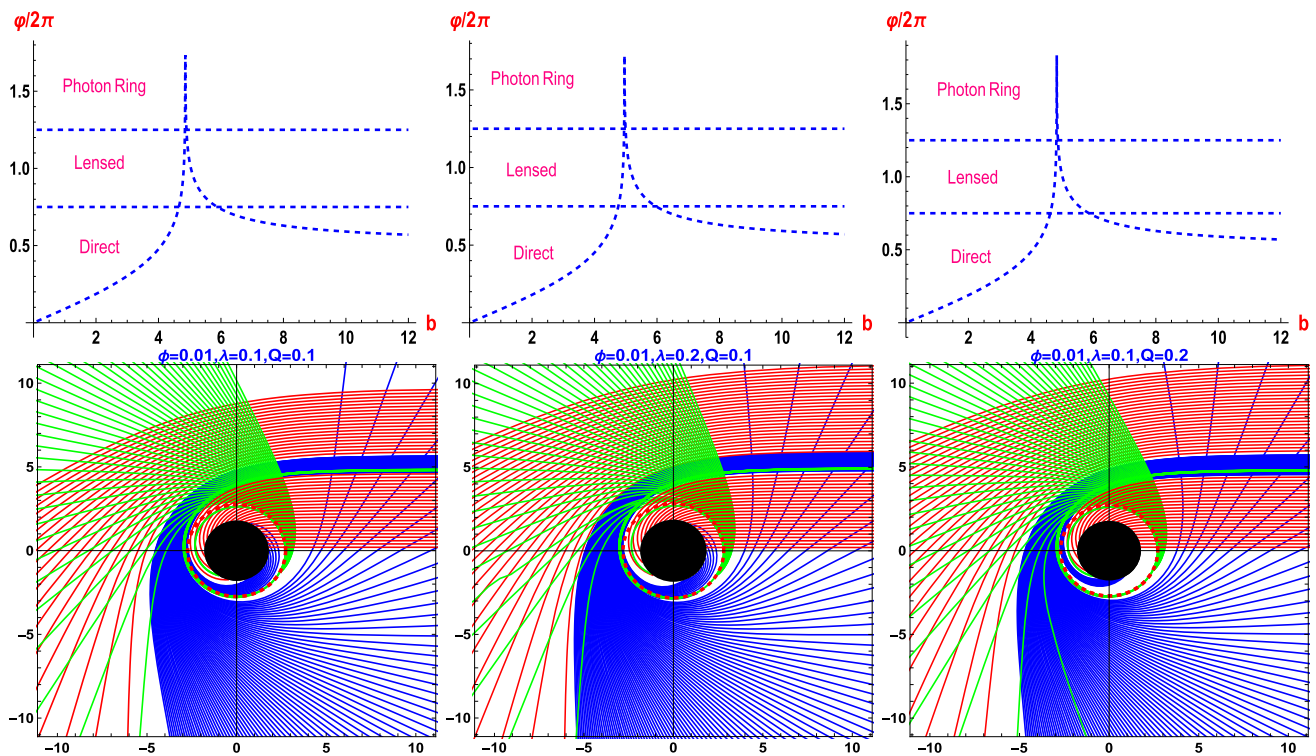 φ/2π φ/2π φ/2π
1.5 Photon Ring 1.5 Photon Ring 1.5 Photon Ring
1.0 Lensed 1.0 Lensed 1.0 Lensed
0.5 Direct 0.5 Direct 0.5 Direct
2 4 6 8 10 12 b 2 4 6 8 10 12 b 2 4 6 8 10 12 b
ϕ=0.01,λ=0.1,Q=0.1 ϕ=0.01,λ=0.2,Q=0.1 ϕ=0.01,λ=0.1,Q=0.2
10 10 10
5 5 5
0 0 0
-5 -5 -5
-10 -10 -10
-10 -5 0 5 10 -10 -5 0 5 10 -10 -5 0 5 10